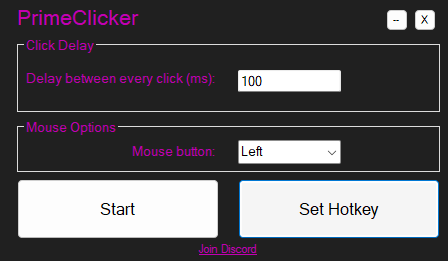 PrimeClicker
– X
Click Delay
Delay between every click (ms): 100
Mouse Options
Mouse button: Left
Start Set Hotkey
Join Discord